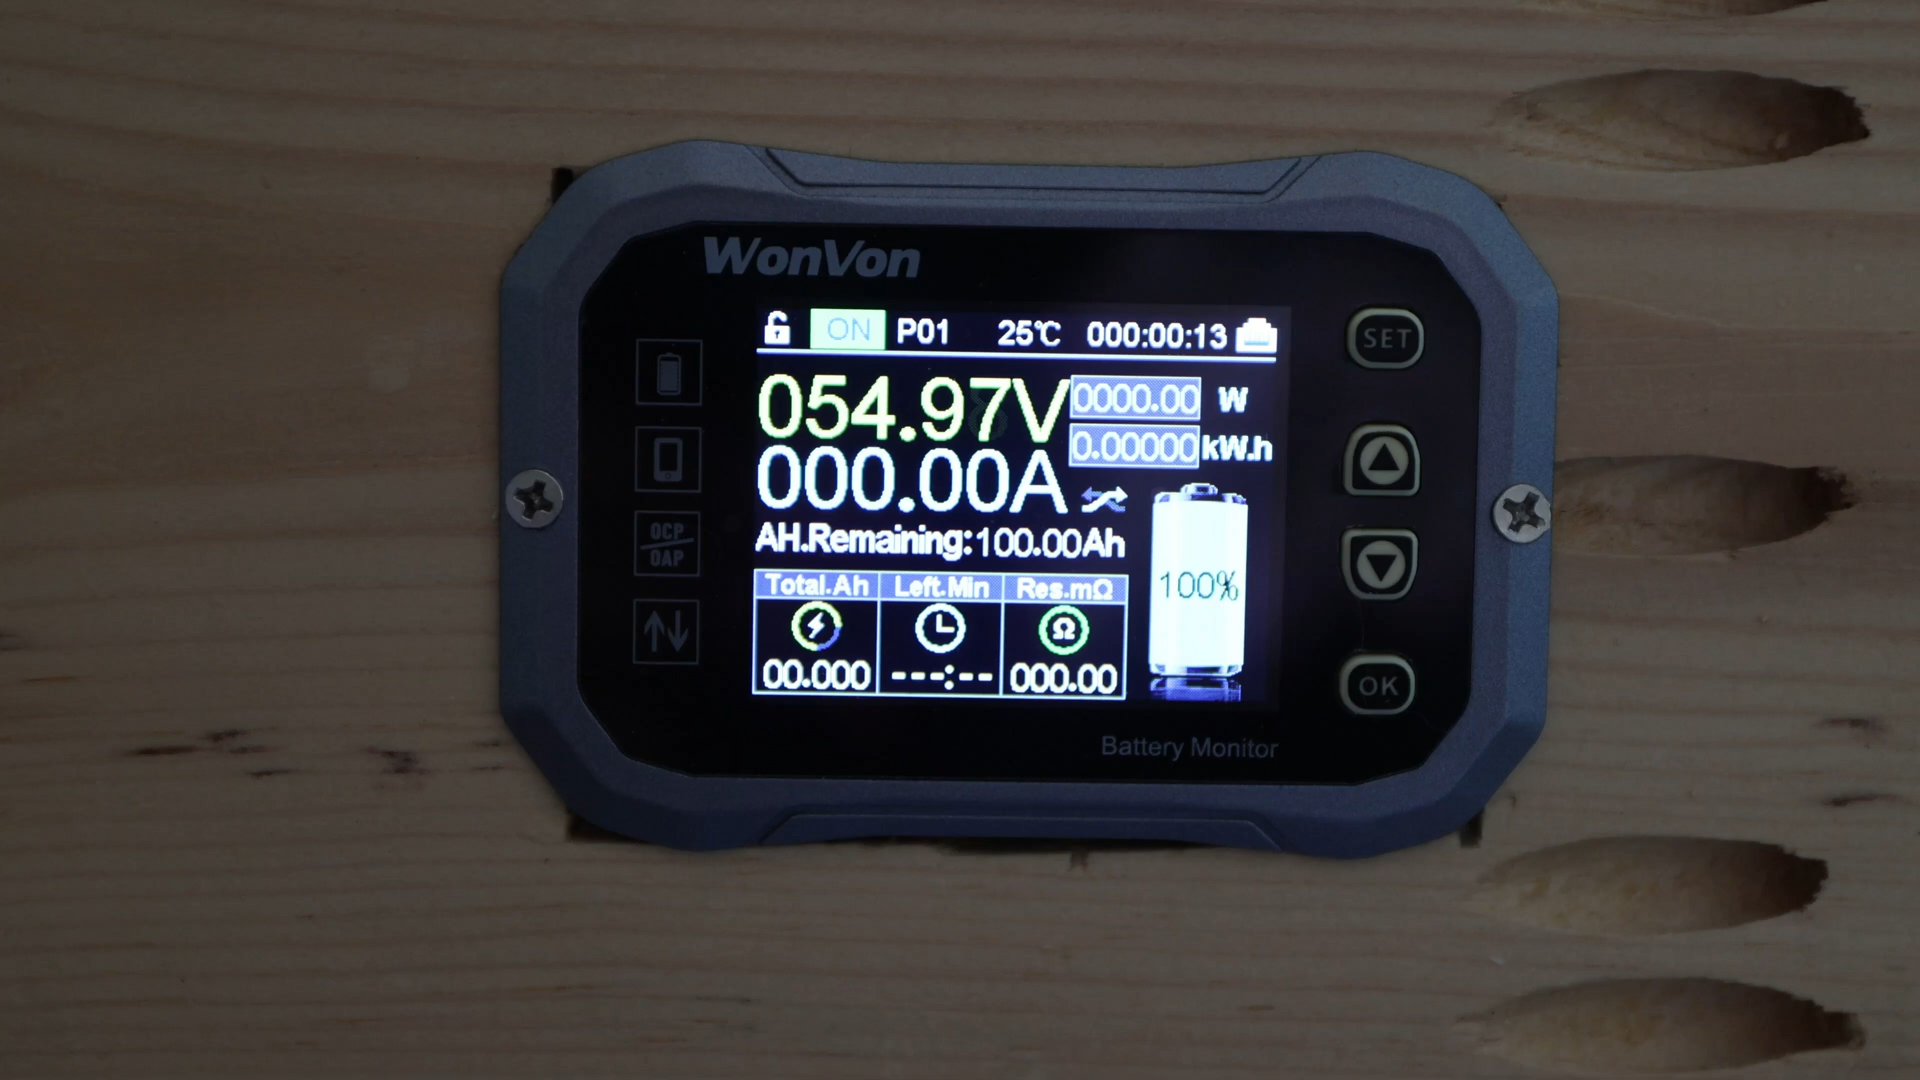 WonVon
ON P01 25℃ 000:00:13
054.97V 0000.00 W
0.00000 kW.h
000.00A
AH.Remaining:100.00Ah
Total.Ah Left.Min Res.mΩ
Ω
00.000 ---:-- 000.00
100%
OCP
OAP
SET
OK
Battery Monitor